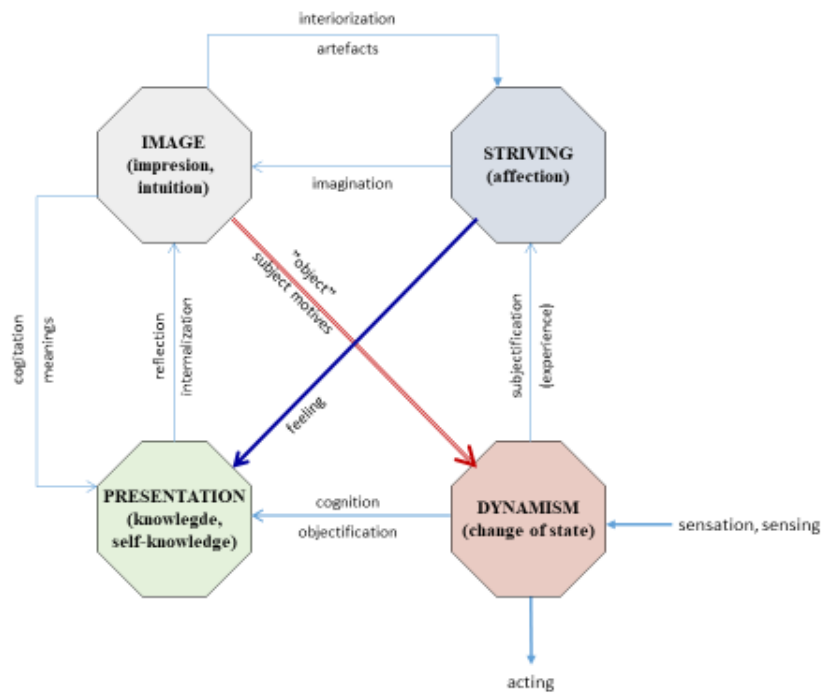 interiorization
artefacts
IMAGE
(impresion,
intuition)
STRIVING
(affection)
imagination
"object"
subject motives
cogitation
meanings
reflection
internalization
subjectification
(experience)
feeling
PRESENTATION
(knowlegde,
self-knowledge)
cognition
objectification
DYNAMISM
(change of state)
sensation, sensing
acting